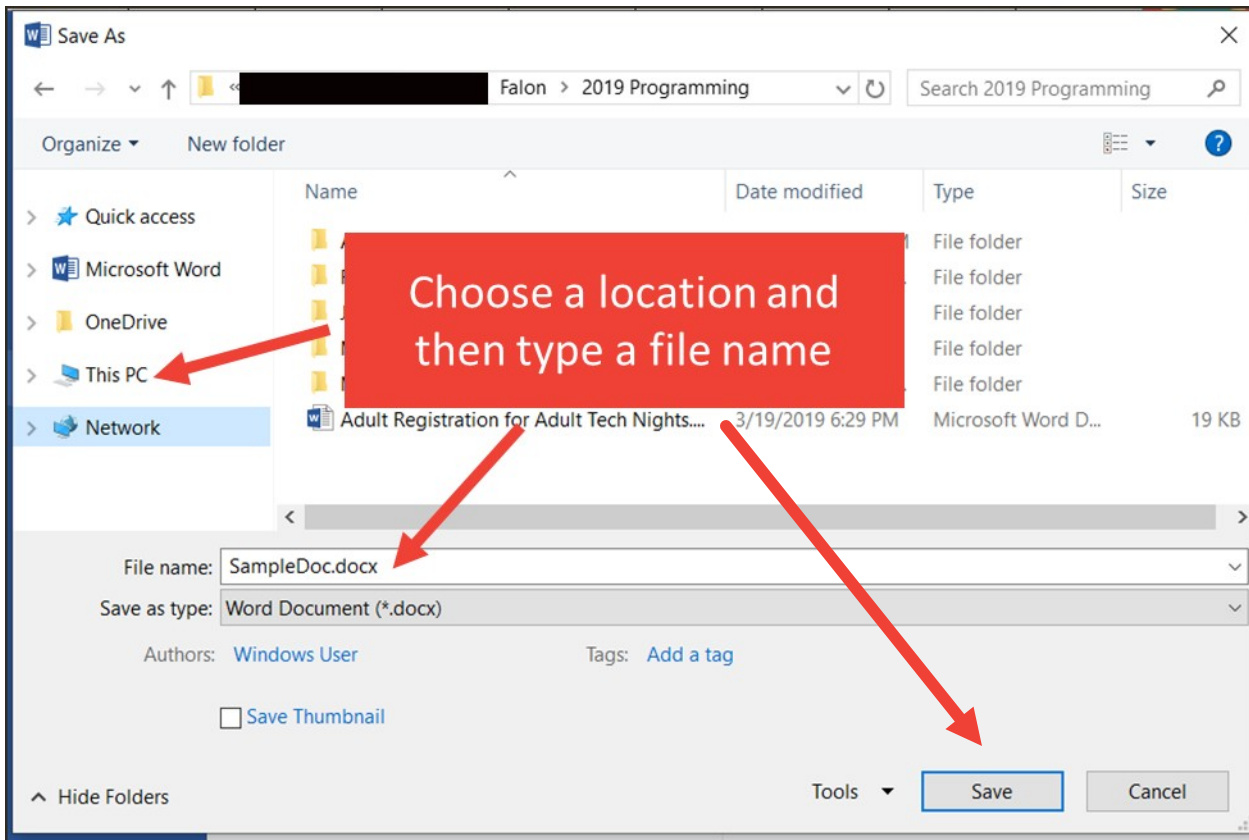 Save As
« Falon > 2019 Programming
Search 2019 Programming
Organize
New folder
Name
Date modified
Type
Size
Quick access
Microsoft Word
OneDrive
This PC
Network
File folder
File folder
File folder
File folder
File folder
Choose a location and
then type a file name
Adult Registration for Adult Tech Nights.... 3/19/2019 6:29 PM Microsoft Word D... 19 KB
File name: SampleDoc.docx
Save as type: Word Document (*.docx)
Authors: Windows User
Tags: Add a tag
Save Thumbnail
Hide Folders
Tools
Save
Cancel